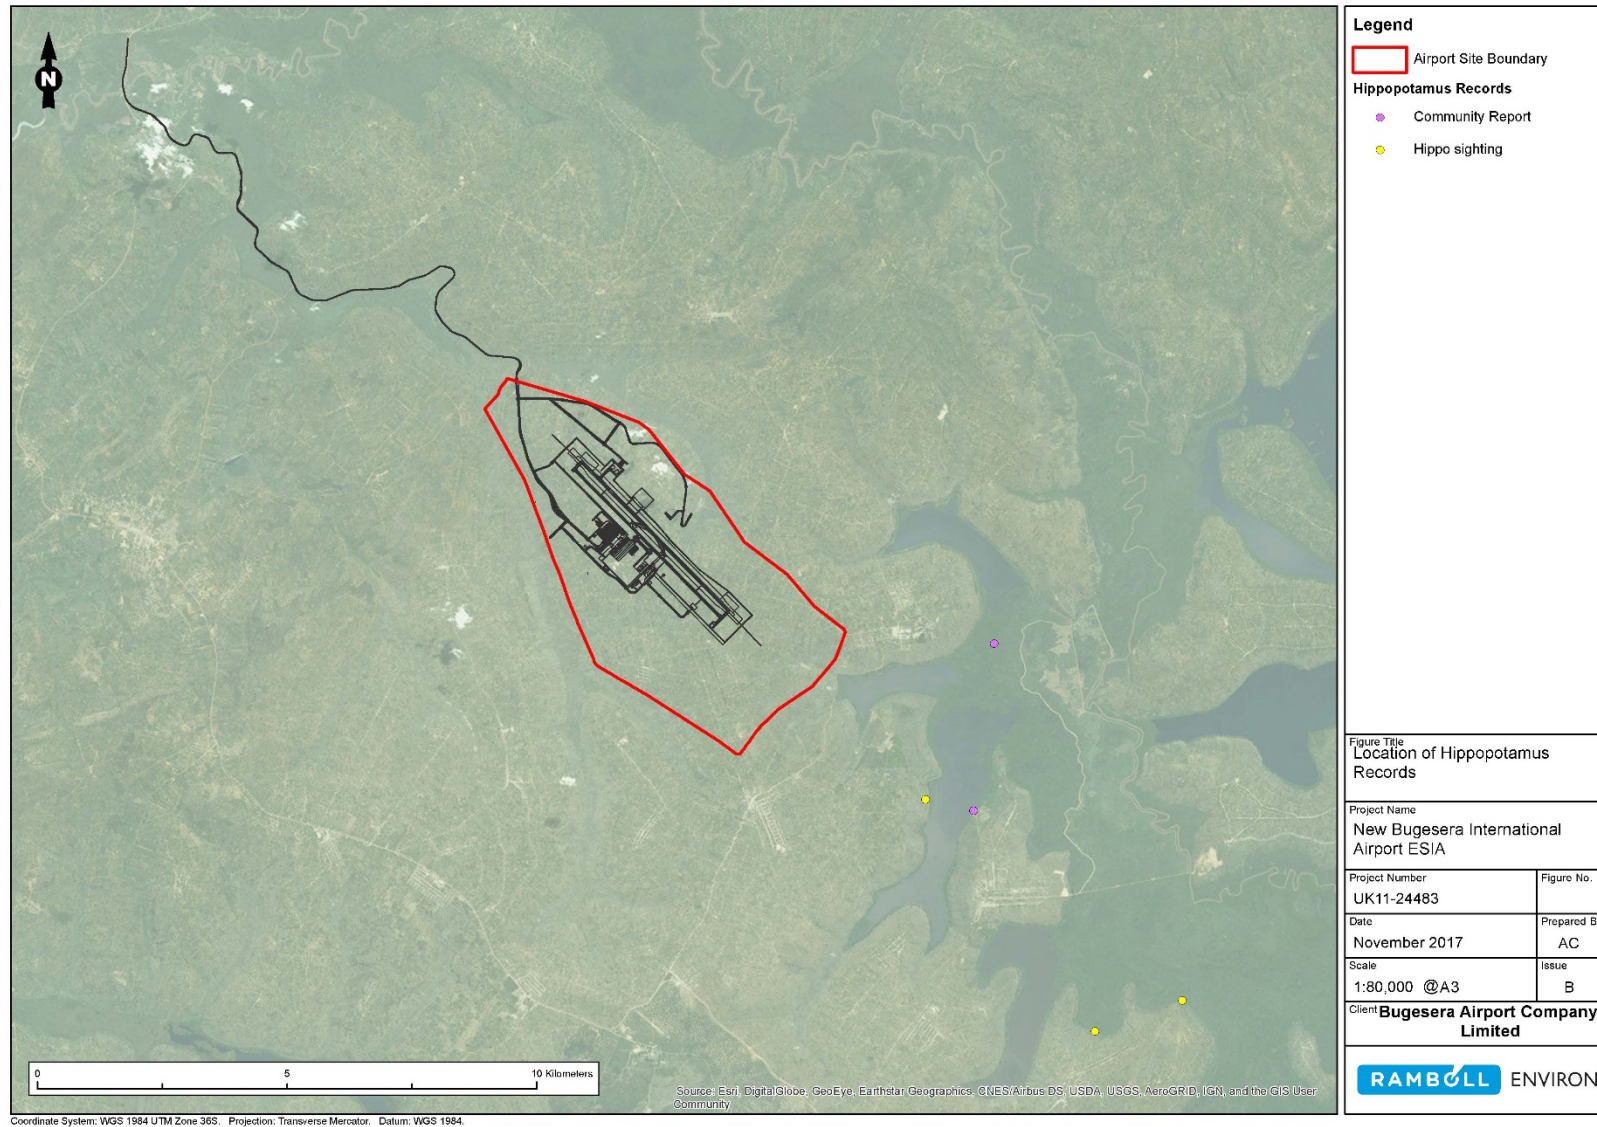 N
Legend
Airport Site Boundary
Hippopotamus Records
Community Report
Hippo sighting
Figure Title
Location of Hippopotamus
Records
Project Name
New Bugesera International
Airport ESIA
Project Number
UK11-24483
Figure No.
Date
November 2017
Prepared B
AC
Scale
1:80,000 @A3
Issue
B
Client
Bugesera Airport Company
Limited
RAMBOLL ENVIRON
0 5 10 Kilometers
Source: Esri, DigitalGlobe, GeoEye, Earthstar Geographics, CNES/Airbus DS, USDA, USGS, AeroGRID, IGN, and the GIS User
Community
Coordinate System: WGS 1984 UTM Zone 36S. Projection: Transverse Mercator. Datum: WGS 1984.